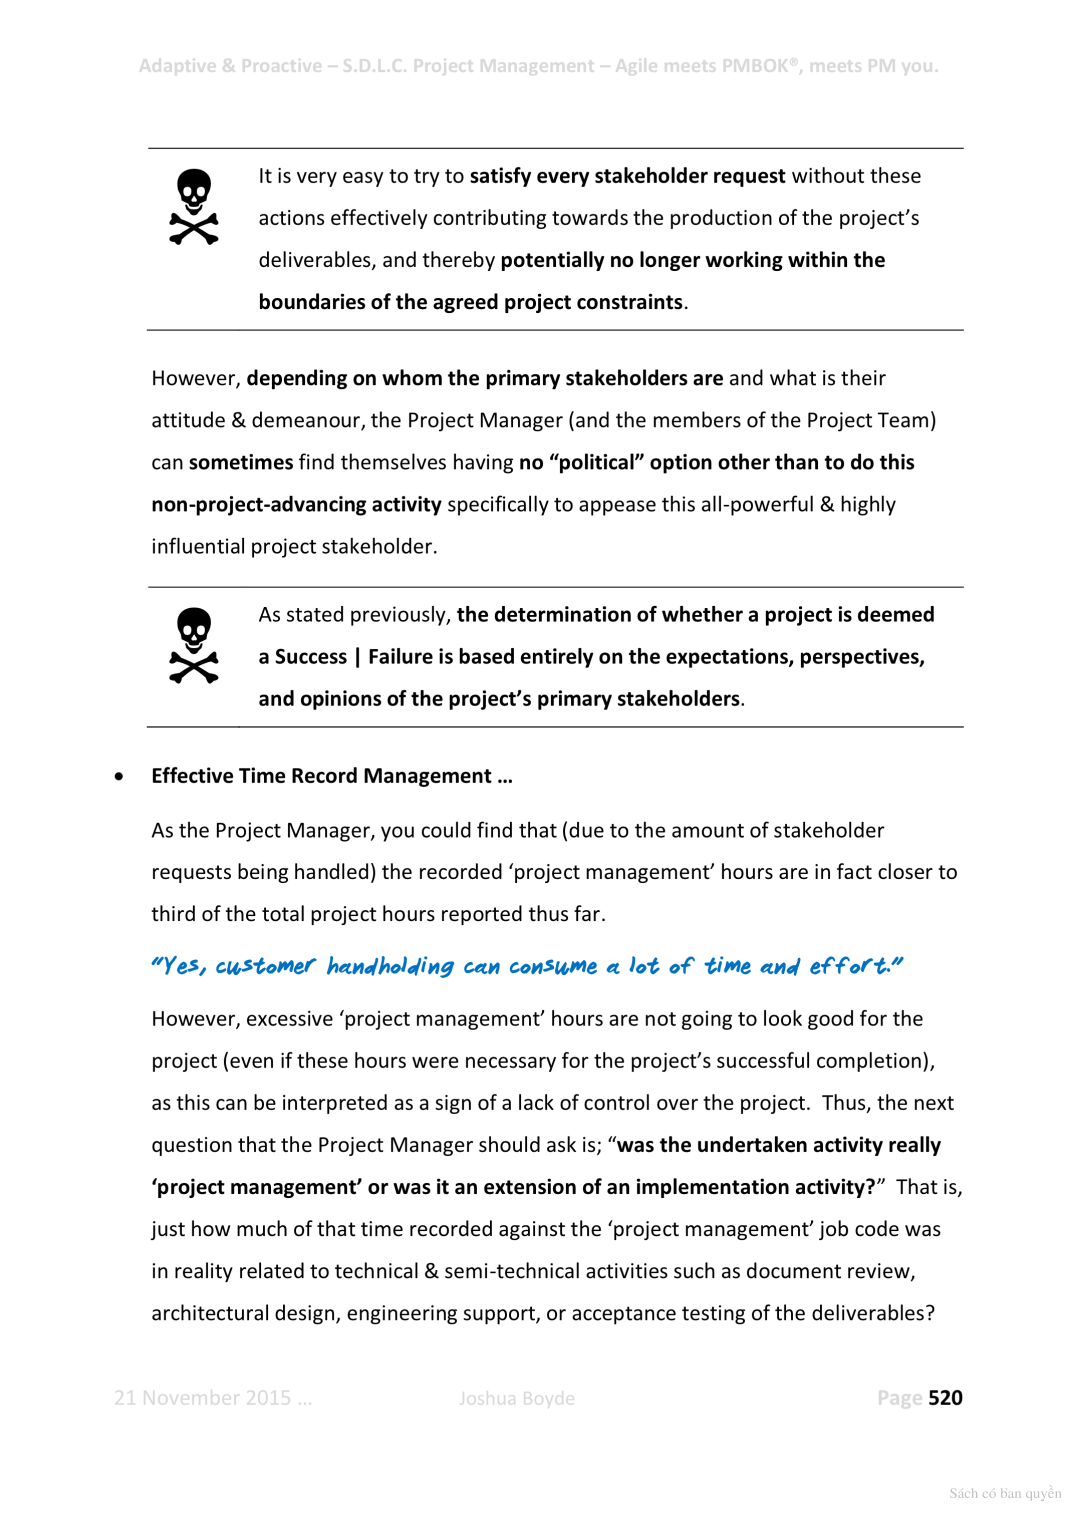 Adaptive & Proactive – S.D.L.C. Project Management – Agile meets PMBOK®, meets PM you.
It is very easy to try to satisfy every stakeholder request without these
actions effectively contributing towards the production of the project’s
deliverables, and thereby potentially no longer working within the
boundaries of the agreed project constraints.
However, depending on whom the primary stakeholders are and what is their
attitude & demeanour, the Project Manager (and the members of the Project Team)
can sometimes find themselves having no “political” option other than to do this
non-project-advancing activity specifically to appease this all-powerful & highly
influential project stakeholder.
As stated previously, the determination of whether a project is deemed
a Success | Failure is based entirely on the expectations, perspectives,
and opinions of the project’s primary stakeholders.
• Effective Time Record Management …
As the Project Manager, you could find that (due to the amount of stakeholder
requests being handled) the recorded ‘project management’ hours are in fact closer to
third of the total project hours reported thus far.
“Yes, customer handholding can consume a lot of time and effort.”
However, excessive ‘project management’ hours are not going to look good for the
project (even if these hours were necessary for the project’s successful completion),
as this can be interpreted as a sign of a lack of control over the project.  Thus, the next
question that the Project Manager should ask is; “was the undertaken activity really
‘project management’ or was it an extension of an implementation activity?”  That is,
just how much of that time recorded against the ‘project management’ job code was
in reality related to technical & semi-technical activities such as document review,
architectural design, engineering support, or acceptance testing of the deliverables?
21 November 2015 … Joshua Boyde Page 520
Sách có bản quyền